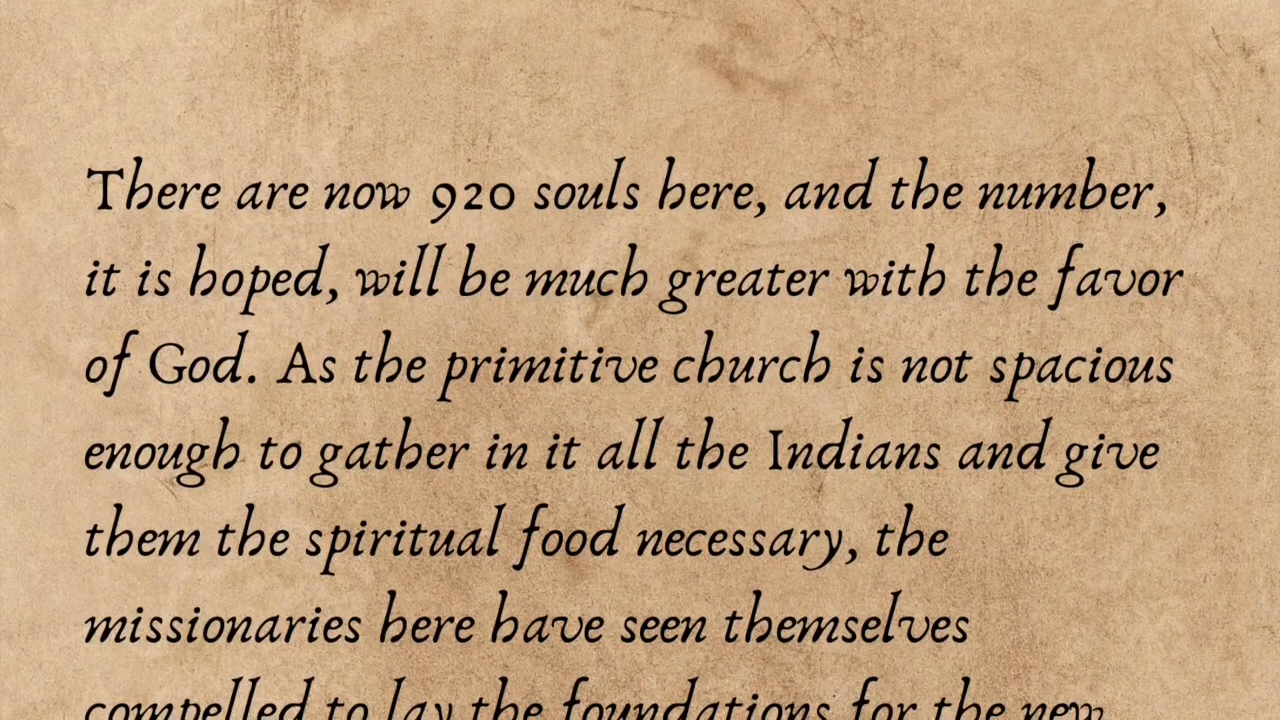 There are now 920 souls here, and the number,
it is hoped, will be much greater with the favor
of God. As the primitive church is not spacious
enough to gather in it all the Indians and give
them the spiritual food necessary, the
missionaries here have seen themselves
compelled to lay the foundations for the new